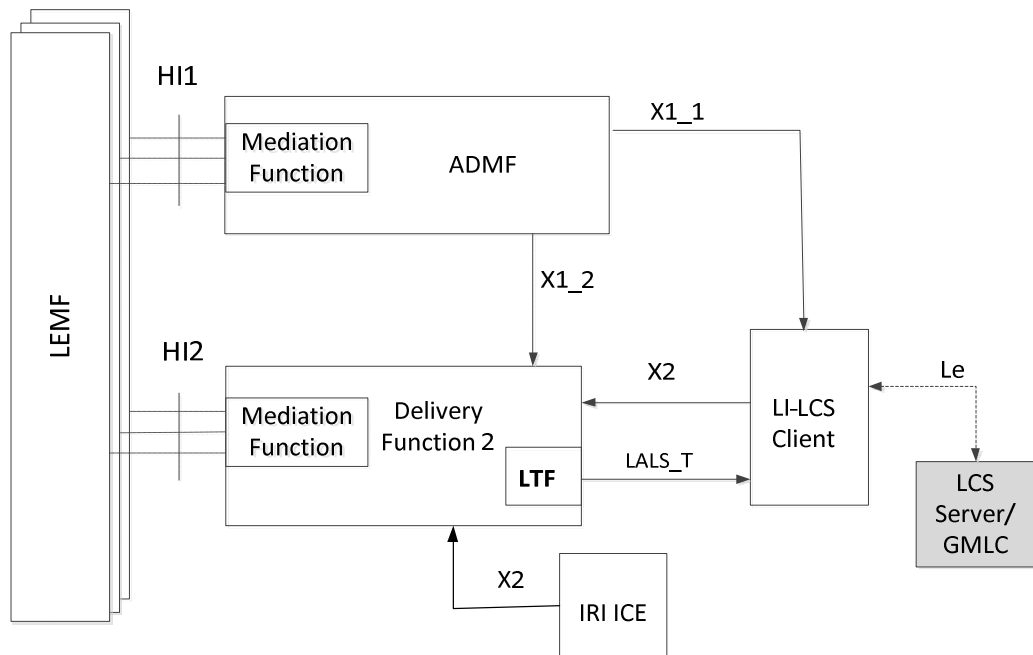 HI1
X1_1
Mediation
Function
ADMF
X1_2
LEMF
HI2
X2
Le
Mediation
Function
Delivery
Function 2
LI-LCS
Client
LTF
LALS_T
LCS
Server/
GMLC
X2
IRI ICE